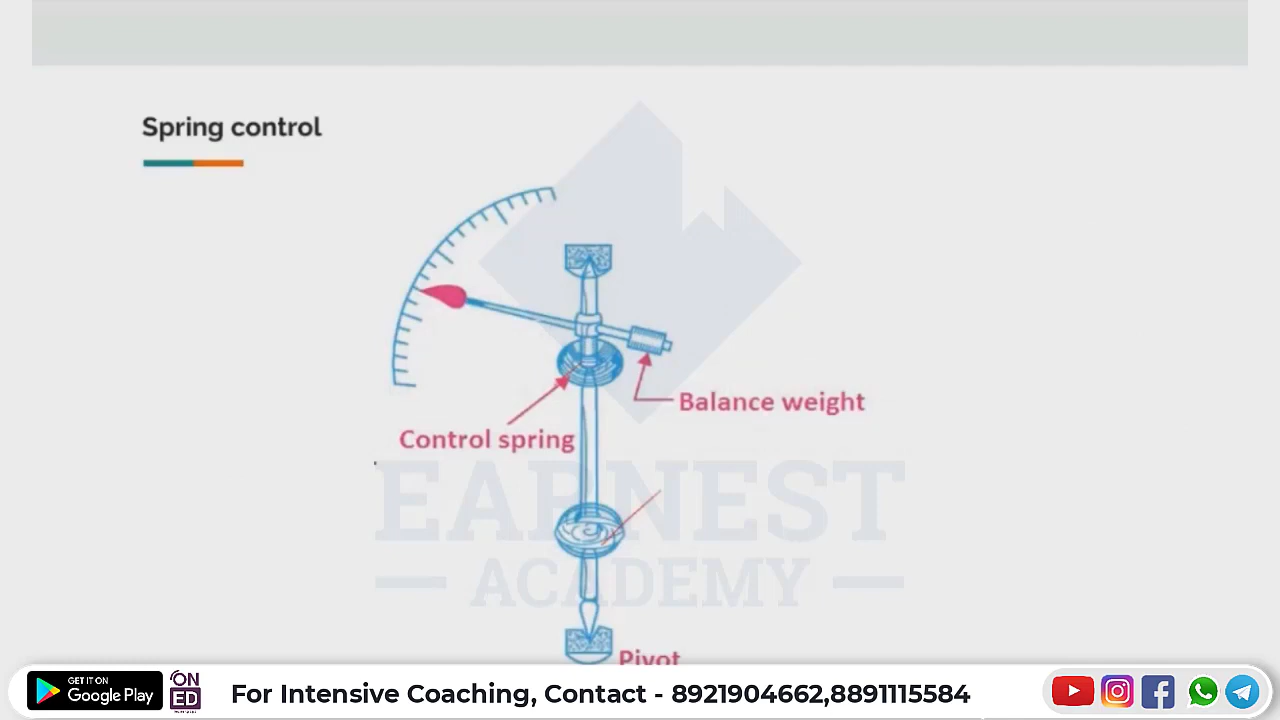 Spring control
Balance weight
Control spring
EARNEST
ACADEMY
Pivot
GET IT ON
Google Play
ON
ED
For Intensive Coaching, Contact - 8921904662,8891115584